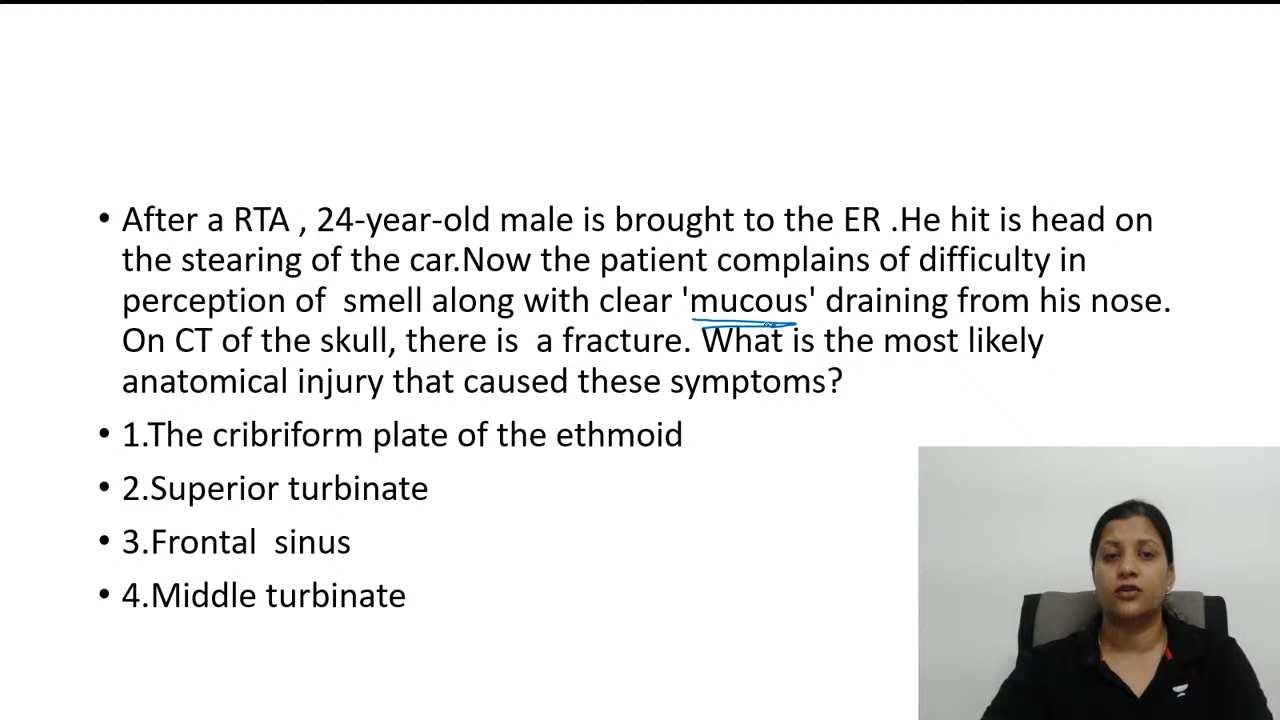 • After a RTA , 24-year-old male is brought to the ER .He hit is head on
the stearing of the car.Now the patient complains of difficulty in
perception of smell along with clear 'mucous' draining from his nose.
On CT of the skull, there is a fracture. What is the most likely
anatomical injury that caused these symptoms?
• 1.The cribriform plate of the ethmoid
• 2.Superior turbinate
• 3.Frontal sinus
• 4.Middle turbinate